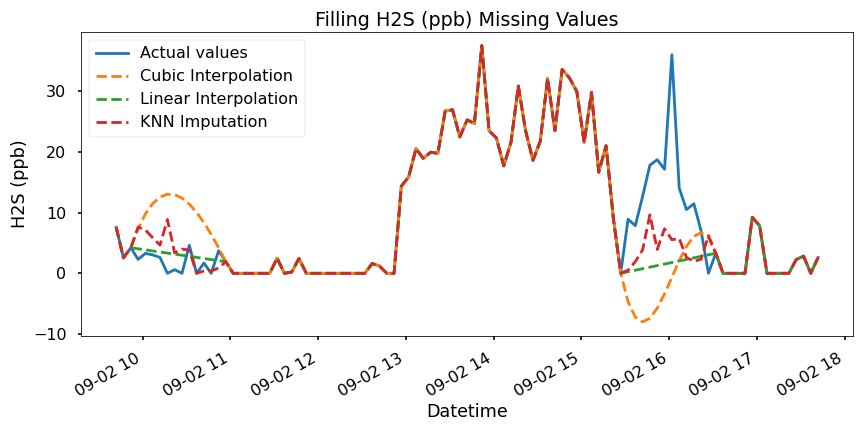 Filling H2S (ppb) Missing Values
Actual values
Cubic Interpolation
Linear Interpolation
KNN Imputation
H2S (ppb)
30
20
10
0
−10
09-02 10
09-02 11
09-02 12
09-02 13
09-02 14
09-02 15
09-02 16
09-02 17
09-02 18
Datetime